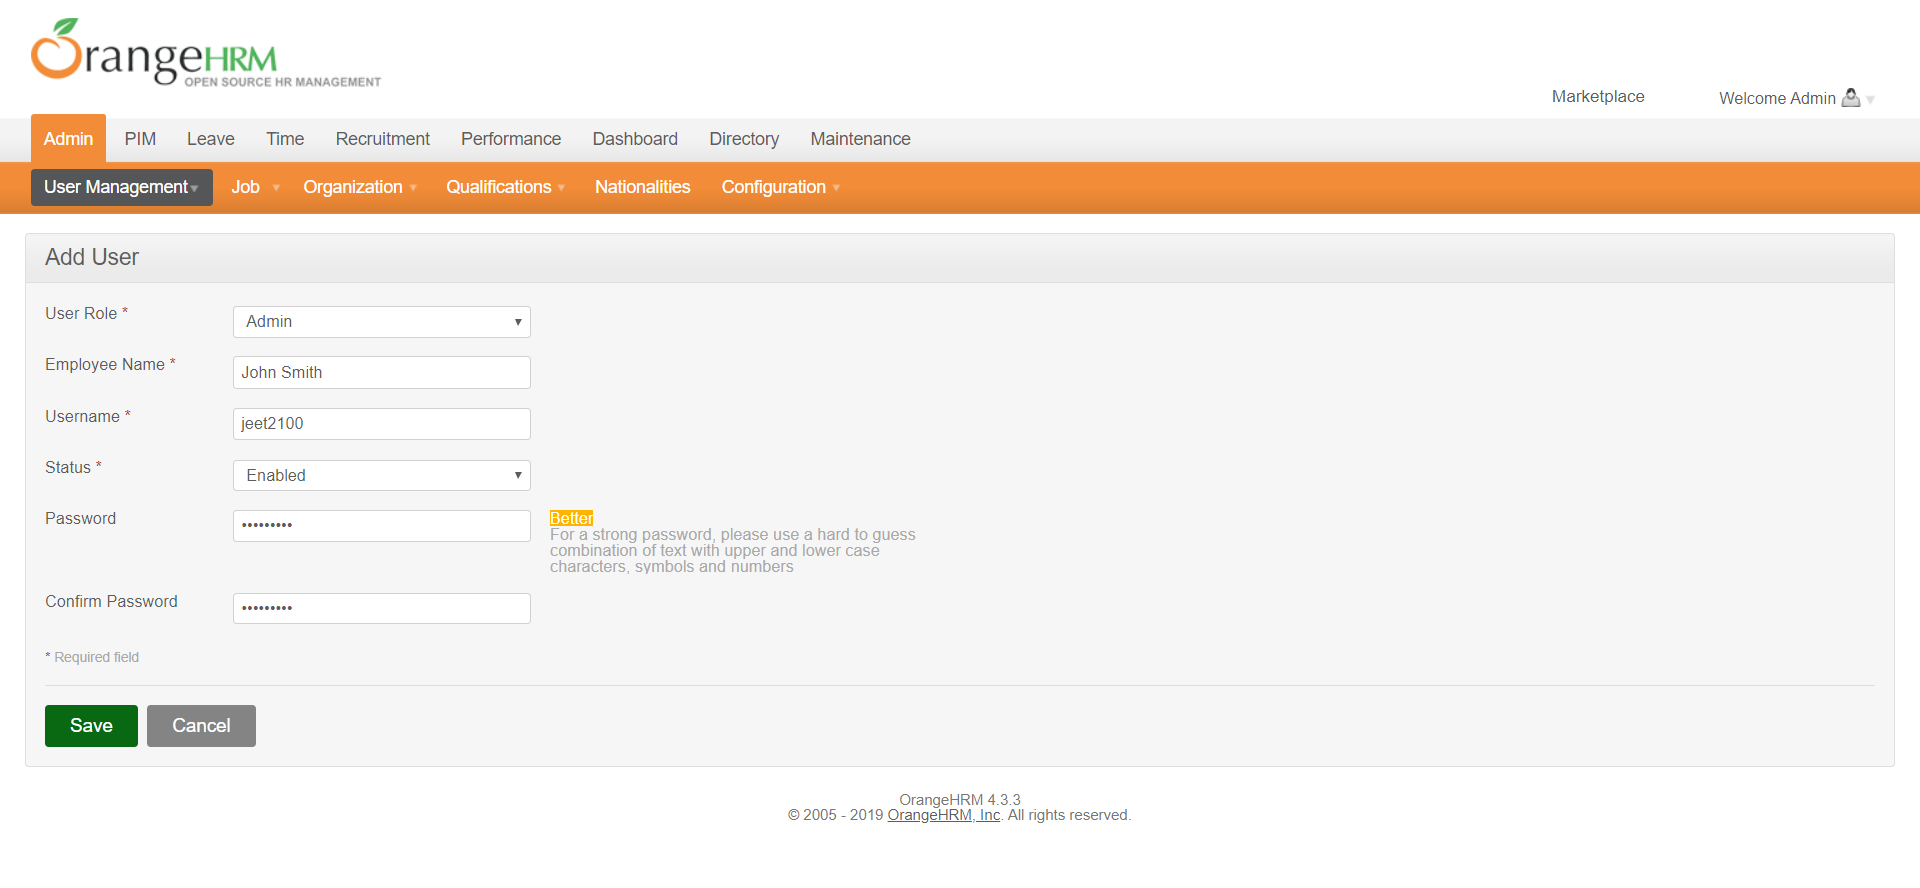 OrangeHRM
OPEN SOURCE HR MANAGEMENT
Marketplace
Welcome Admin
Admin PIM Leave Time Recruitment Performance Dashboard Directory Maintenance
User Management Job Organization Qualifications Nationalities Configuration
Add User
User Role *
Admin
Employee Name *
John Smith
Username *
jeet2100
Status *
Enabled
Password
•••••••••
Better
For a strong password, please use a hard to guess
combination of text with upper and lower case
characters, symbols and numbers
Confirm Password
•••••••••
* Required field
Save Cancel
OrangeHRM 4.3.3
© 2005 - 2019 OrangeHRM, Inc. All rights reserved.